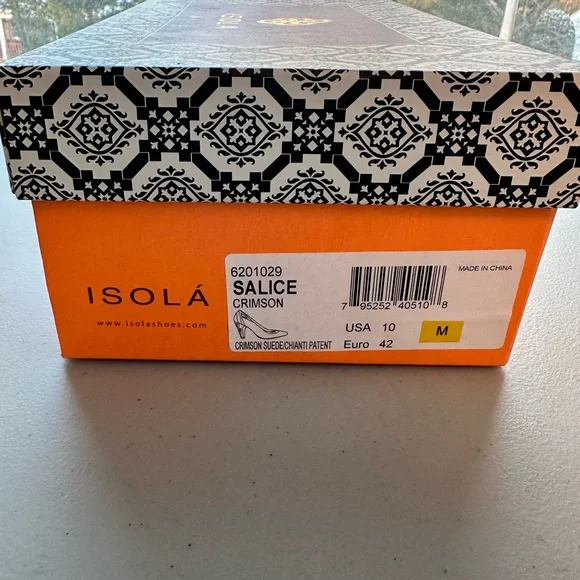 ISOLÁ
ISOLÁ
www.isolashoes.com
6201029
SALICE
CRIMSON
CRIMSON SUEDE/CHIANTI PATENT
7 95252 40510 8
MADE IN CHINA
USA 10
Euro 42
M